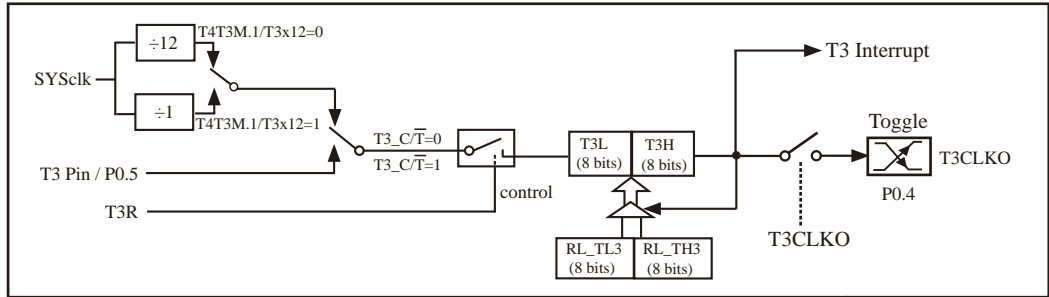 T4T3M.1/T3x12=0
÷12
SYSclk
÷1
T4T3M.1/T3x12=1
T3 Interrupt
Toggle
T3CLKO
P0.4
T3_C/T̅=0
T3_C/T̅=1
T3L
(8 bits)
T3H
(8 bits)
T3 Pin / P0.5
control
T3R
T3CLKO
RL_TL3
(8 bits)
RL_TH3
(8 bits)